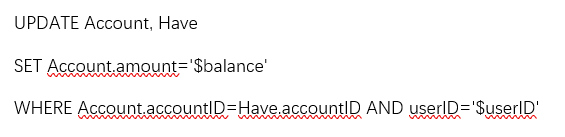 UPDATE Account, Have
SET Account.amount='$balance'
WHERE Account.accountID=Have.accountID AND userID='$userID'